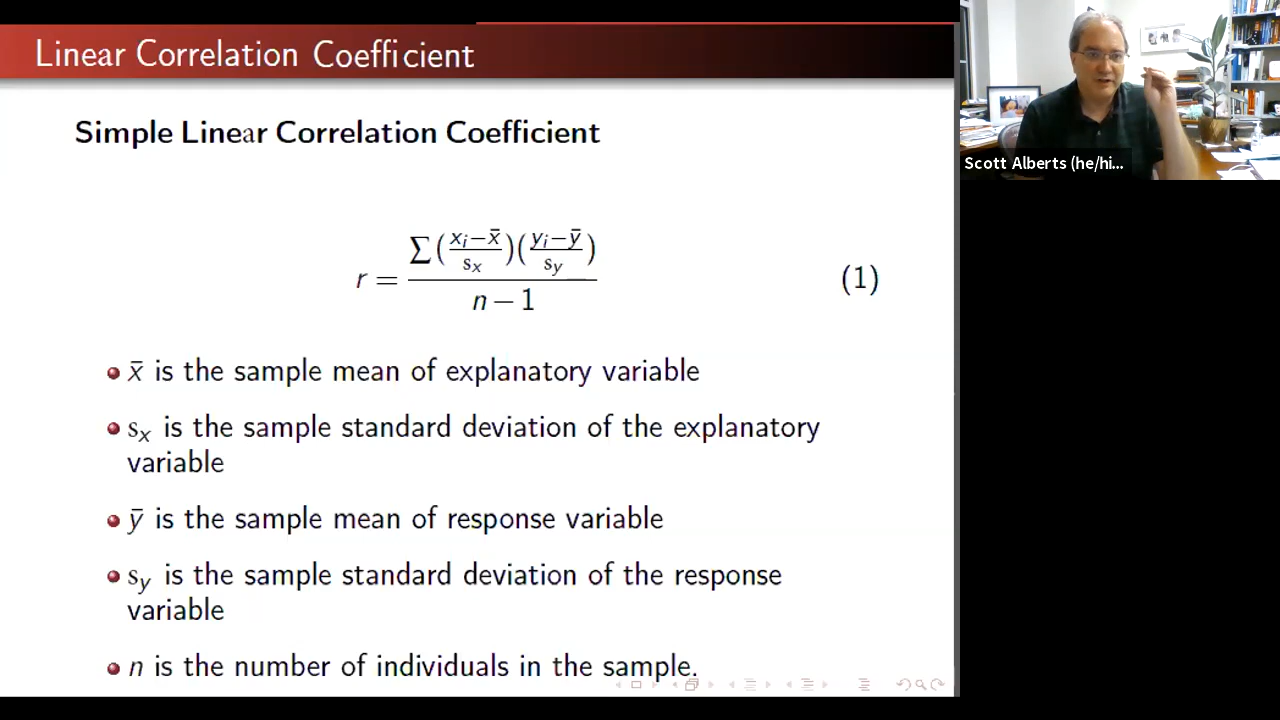 Linear Correlation Coefficient
Simple Linear Correlation Coefficient
r = ∑ ( (xᵢ−x̄)/sₓ ) ( (yᵢ−ȳ)/s_y ) / (n − 1) (1)
x̄ is the sample mean of explanatory variable
sₓ is the sample standard deviation of the explanatory
variable
ȳ is the sample mean of response variable
s_y is the sample standard deviation of the response
variable
n is the number of individuals in the sample.
Scott Alberts (he/hi...